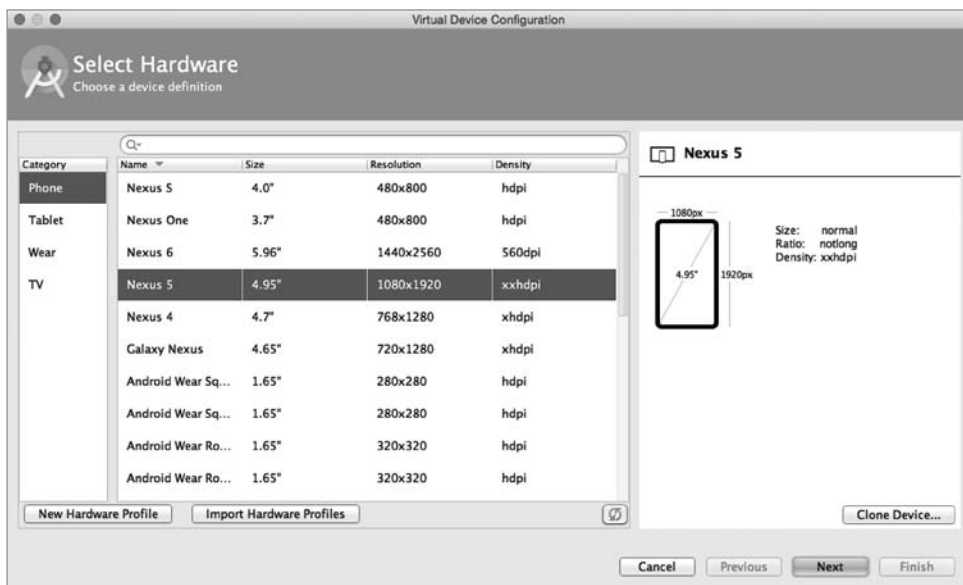 Virtual Device Configuration
Select Hardware
Choose a device definition
Category
Phone
Tablet
Wear
TV
Name Size Resolution Density
Nexus S 4.0" 480x800 hdpi
Nexus One 3.7" 480x800 hdpi
Nexus 6 5.96" 1440x2560 560dpi
Nexus 5 4.95" 1080x1920 xxhdpi
Nexus 4 4.7" 768x1280 xhdpi
Galaxy Nexus 4.65" 720x1280 xhdpi
Android Wear Sq... 1.65" 280x280 hdpi
Android Wear Sq... 1.65" 280x280 hdpi
Android Wear Ro... 1.65" 320x320 hdpi
Android Wear Ro... 1.65" 320x320 hdpi
New Hardware Profile Import Hardware Profiles
Nexus 5
1080px
4.95" 1920px
Size: normal
Ratio: notlong
Density: xxhdpi
Clone Device...
Cancel Previous Next Finish